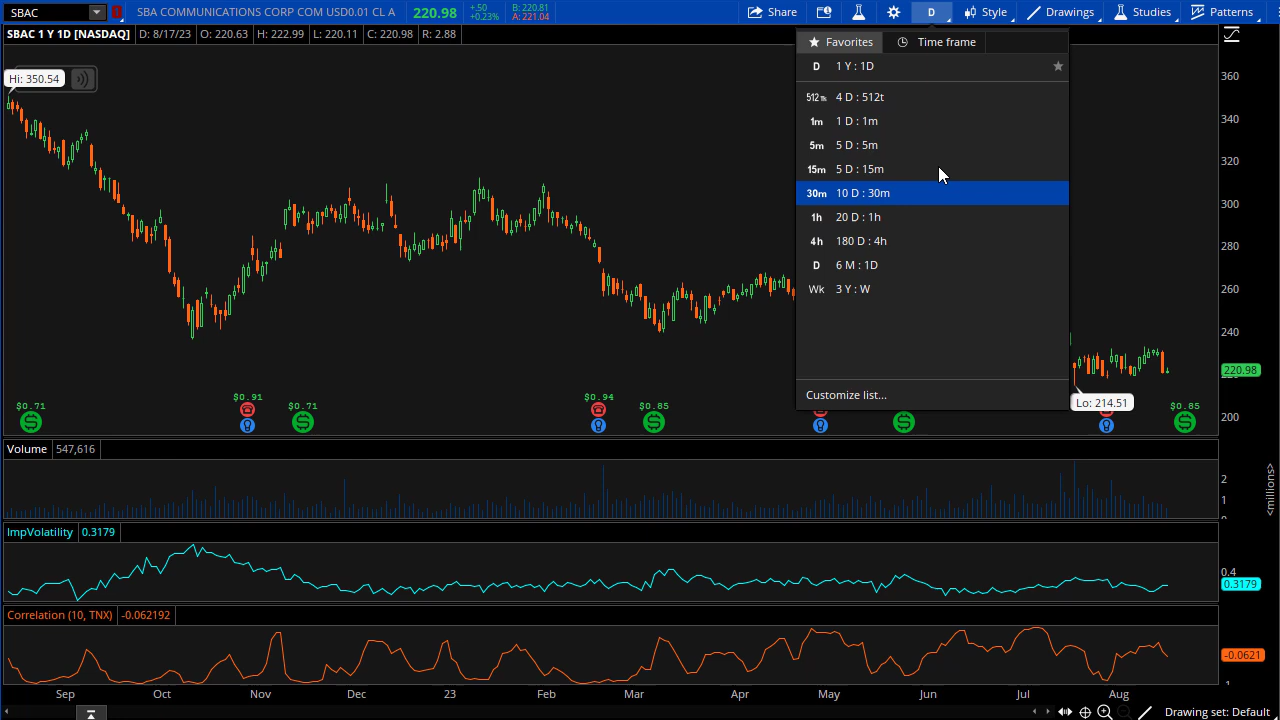 SBAC
SBA COMMUNICATIONS CORP COM USD0.01 CL A
220.98
+.50
+0.23%
B: 220.81
A: 221.04
Share
D
Style
Drawings
Studies
Patterns
SBAC 1 Y 1D [NASDAQ]
D: 8/17/23
O: 220.63
H: 222.99
L: 220.11
C: 220.98
R: 2.88
Favorites
Time frame
D 1 Y : 1D
4 D : 512t
1m 1 D : 1m
5m 5 D : 5m
15m 5 D : 15m
30m 10 D : 30m
1h 20 D : 1h
4h 180 D : 4h
D 6 M : 1D
Wk 3 Y : W
Customize list...
Hi: 350.54
Lo: 214.51
360
340
320
300
280
260
240
220.98
200
$0.71
$0.91
$0.71
$0.94
$0.85
$0.85
Volume
547,616
2
1
0
<millions>
ImpVolatility
0.3179
0.4
0.3179
Correlation (10, TNX)
-0.062192
-0.0621
Sep
Oct
Nov
Dec
23
Feb
Mar
Apr
May
Jun
Jul
Aug
Drawing set: Default